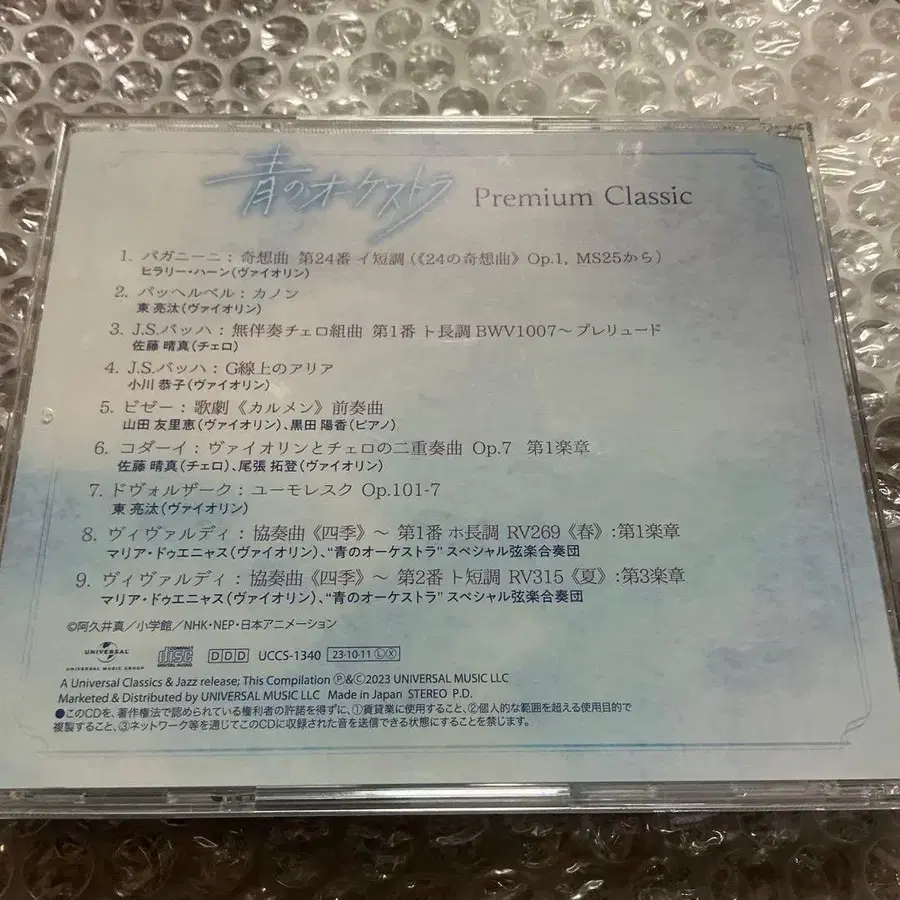 青のオーケストラ Premium Classic
1. パガニーニ : 奇想曲 第24番 イ短調 (《24の奇想曲》 Op.1, MS25から)
ヒラリー・ハーン(ヴァイオリン)
2. パッヘルベル : カノン
東 亮汰(ヴァイオリン)
3. J.S.バッハ : 無伴奏チェロ組曲 第1番 ト長調 BWV1007～ プレリュード
佐藤 晴真(チェロ)
4. J.S.バッハ : G線上のアリア
小川 恭子(ヴァイオリン)
5. ビゼー : 歌劇《カルメン》前奏曲
山田 友里恵(ヴァイオリン)、黒田 陽香(ピアノ)
6. コダーイ : ヴァイオリンとチェロの二重奏曲 Op.7 第1楽章
佐藤 晴真(チェロ)、尾張 拓登(ヴァイオリン)
7. ドヴォルザーク : ユーモレスク Op.101-7
東 亮汰(ヴァイオリン)
8. ヴィヴァルディ : 協奏曲《四季》～ 第1番 ホ長調 RV269《春》:第1楽章
マリア・ドゥエニャス(ヴァイオリン)、“青のオーケストラ”スペシャル弦楽合奏団
9. ヴィヴァルディ : 協奏曲《四季》～ 第2番 ト短調 RV315《夏》:第3楽章
マリア・ドゥエニャス(ヴァイオリン)、“青のオーケストラ”スペシャル弦楽合奏団
©阿久井真／小学館／NHK・NEP・日本アニメーション
UNIVERSAL
UNIVERSAL MUSIC GROUP
COMPACT disc DIGITAL AUDIO DDD UCCS-1340 23・10・11 Ⓛ Ⓧ
A Universal Classics & Jazz release; This Compilation Ⓟ&Ⓒ2023 UNIVERSAL MUSIC LLC
Marketed & Distributed by UNIVERSAL MUSIC LLC Made in Japan STEREO P.D.
●このCDを、著作権法で認められている権利者の許諾を得ずに、①賃貸業に使用すること、②個人的な範囲を超える使用目的で
複製すること、③ネットワーク等を通じてこのCDに収録された音を送信できる状態にすることを禁じます。